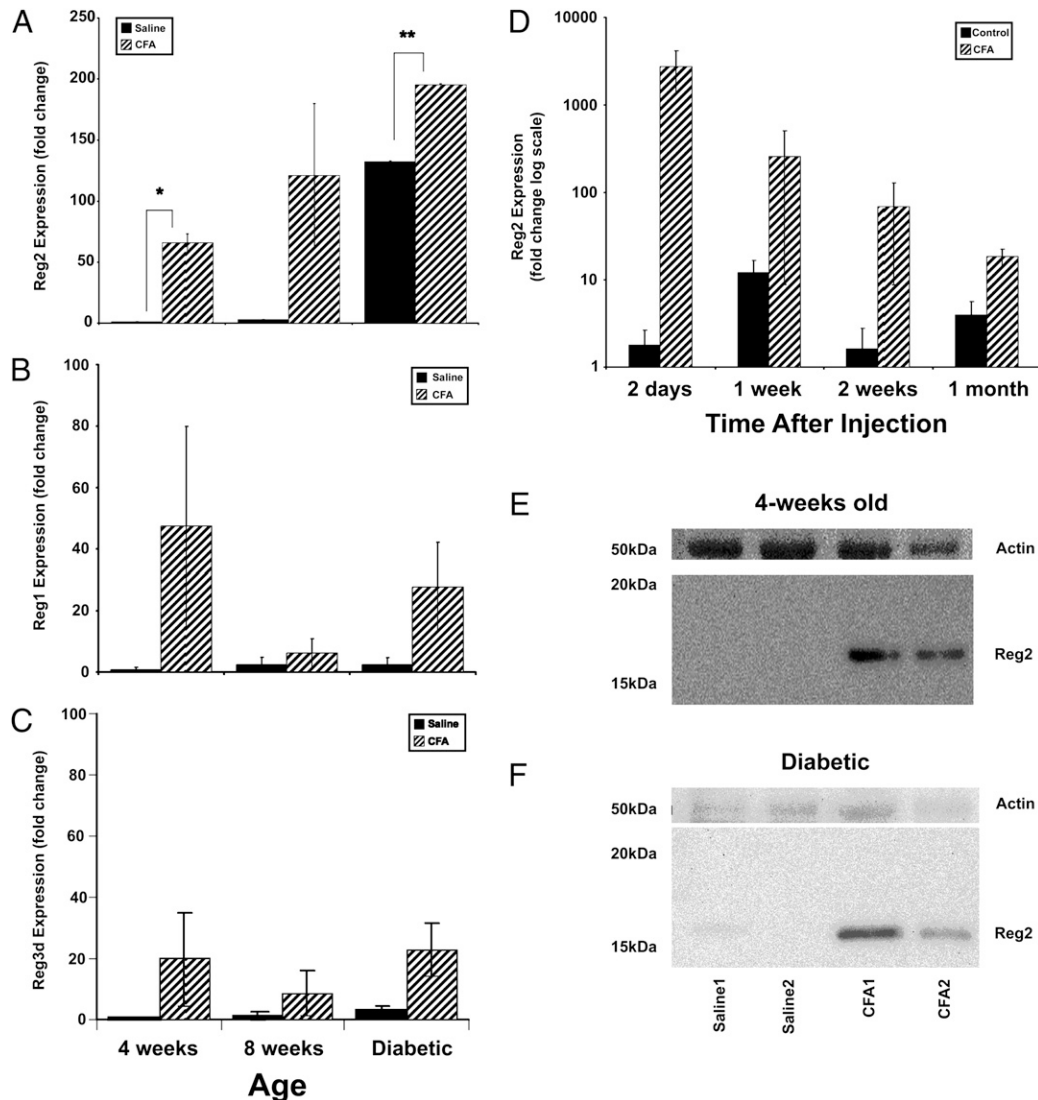 A
Saline
CFA
Reg2 Expression (fold change)
250
200
150
100
50
0
*
**
B
Saline
CFA
Reg1 Expression (fold change)
100
80
60
40
20
0
C
Saline
CFA
Reg3d Expression (fold change)
100
80
60
40
20
0
4 weeks
8 weeks
Diabetic
Age
D
Control
CFA
Reg2 Expression
(fold change log scale)
10000
1000
100
10
1
2 days
1 week
2 weeks
1 month
Time After Injection
E
4-weeks old
50kDa
Actin
20kDa
Reg2
15kDa
F
Diabetic
50kDa
Actin
20kDa
Reg2
15kDa
Saline1
Saline2
CFA1
CFA2